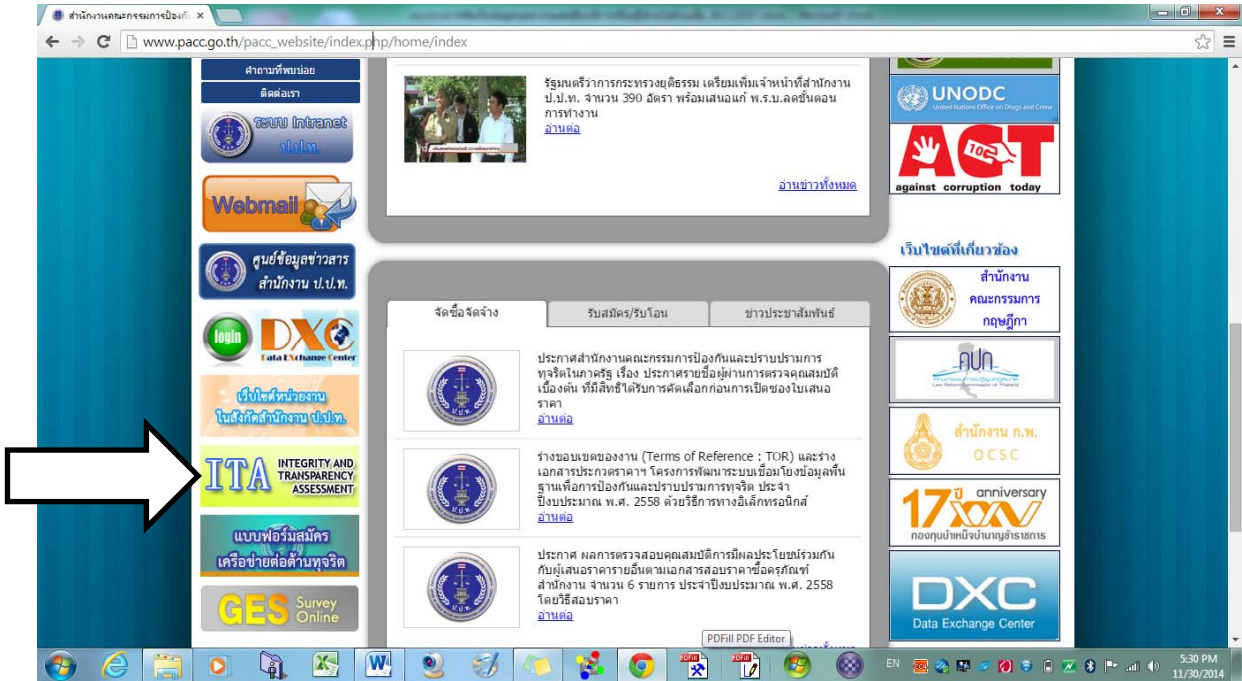 สำนักงานคณะกรรมการป้องกั
www.pacc.go.th/pacc_website/index.php/home/index
คำถามที่พบบ่อย
ติดต่อเรา
ระบบ Intranet
ป.ป.ท.
Webmail
ศูนย์ข้อมูลข่าวสาร
สำนักงาน ป.ป.ท.
login
DXC
Data EXchange Center
เว็บไซต์หน่วยงาน
ในสังกัดสำนักงาน ป.ป.ท.
ITA INTEGRITY AND
TRANSPARENCY
ASSESSMENT
แบบฟอร์มสมัคร
เครือข่ายต่อต้านทุจริต
GES Survey
Online
รัฐมนตรีว่าการกระทรวงยุติธรรม เตรียมเพิ่มเจ้าหน้าที่สำนักงาน
ป.ป.ท. จำนวน 390 อัตรา พร้อมเสนอแก้ พ.ร.บ.ลดขั้นตอน
การทำงาน
อ่านต่อ
อ่านข่าวทั้งหมด
จัดซื้อจัดจ้าง
รับสมัคร/รับโอน
ข่าวประชาสัมพันธ์
ประกาศสำนักงานคณะกรรมการป้องกันและปราบปรามการ
ทุจริตในภาครัฐ เรื่อง ประกาศรายชื่อผู้ผ่านการตรวจคุณสมบัติ
เบื้องต้น ที่มีสิทธิได้รับการคัดเลือกก่อนการเปิดซองใบเสนอ
ราคา
อ่านต่อ
ร่างขอบเขตของงาน (Terms of Reference : TOR) และร่าง
เอกสารประกวดราคาฯ โครงการพัฒนาระบบเชื่อมโยงข้อมูลพื้น
ฐานเพื่อการป้องกันและปราบปรามการทุจริต ประจำ
ปีงบประมาณ พ.ศ. 2558 ด้วยวิธีการทางอิเล็กทรอนิกส์
อ่านต่อ
ประกาศ ผลการตรวจสอบคุณสมบัติการมีผลประโยชน์ร่วมกัน
กับผู้เสนอราคารายอื่นตามเอกสารสอบราคาซื้อครุภัณฑ์
สำนักงาน จำนวน 6 รายการ ประจำปีงบประมาณ พ.ศ. 2558
โดยวิธีสอบราคา
อ่านต่อ
PDFill PDF Editor
UNODC
United Nations Office on Drugs and Crime
ACT
against corruption today
เว็บไซต์ที่เกี่ยวข้อง
สำนักงาน
คณะกรรมการ
กฤษฎีกา
คปก.
Law Reform Commission of Thailand
สำนักงาน ก.พ.
OCSC
17 ปี anniversary
กองทุนบำเหน็จบำนาญข้าราชการ
DXC
Data Exchange Center
EN
5:30 PM
11/30/2014